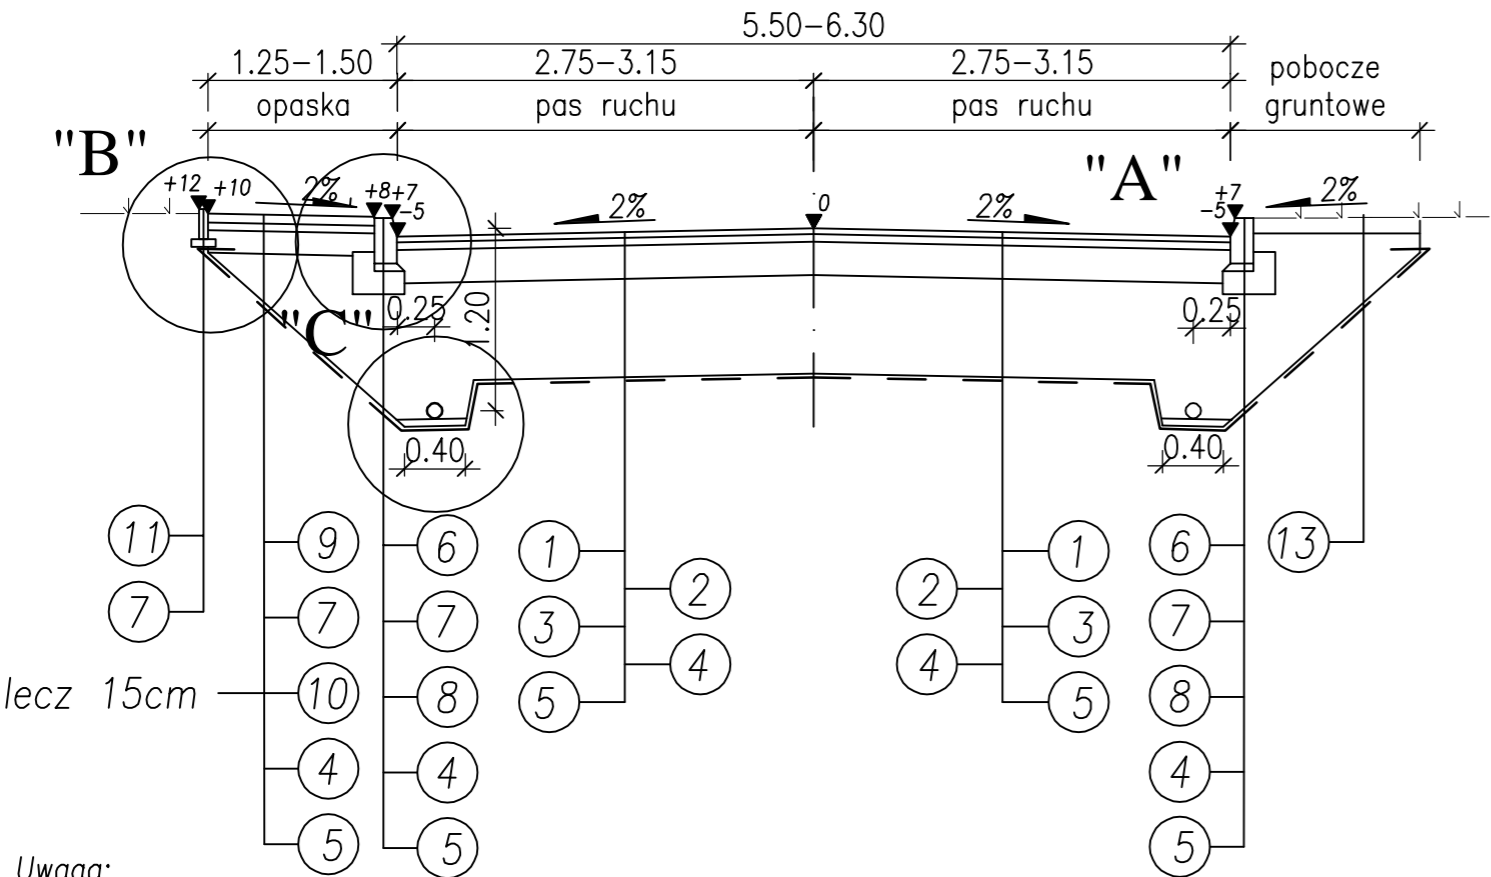 5.50-6.30
1.25-1.50 2.75-3.15 2.75-3.15 pobocze
opaska pas ruchu pas ruchu gruntowe
"B" "A"
+12 +10 2% +8 +7 -5 2% 0 2% +7 -5 2%
"C" 0.25 1.20 0.25
0.40 0.40
11 9 6 1 1 6 13
2 2
7 7 7 3 3 7
4 4
lecz 15cm 10 8 5 5 8
4 4 4
5 5 5
Uwaga: